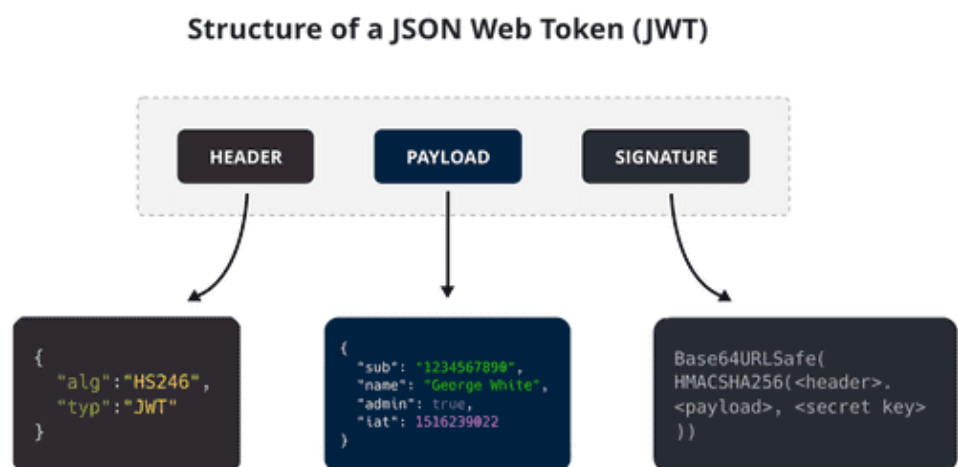 Structure of a JSON Web Token (JWT)
HEADER
PAYLOAD
SIGNATURE
{
"alg":"HS246",
"typ":"JWT"
}
{
"sub": "1234567890",
"name": "George White",
"admin": true,
"iat": 1516239022
}
Base64URLSafe(
HMACSHA256(<header>.
<payload>, <secret key>
))